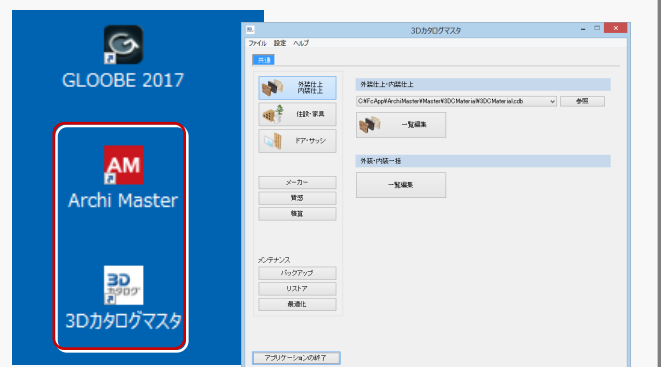 GLOOBE 2017
AM
Archi Master
3D
カタログ
3Dカタログマスタ
3Dカタログマスタ
ファイル 設定 ヘルプ
共通
外装仕上
内装仕上
住設・家具
ドア・サッシ
メーカー
質感
積算
メンテナンス
バックアップ
リストア
最適化
アプリケーションの終了
外装仕上・内装仕上
C:¥FcApp¥ArchiMaster¥Master¥3DCMaterial¥3DCMaterial.cdb
参照
一覧編集
外装・内装一括
一覧編集